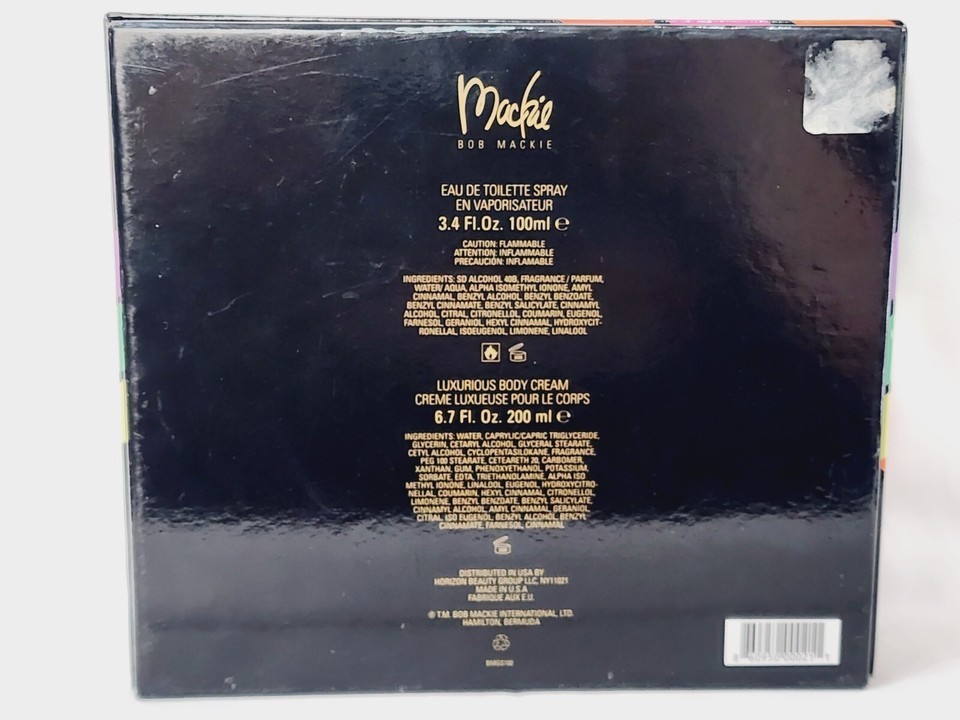 Mackie
BOB MACKIE
EAU DE TOILETTE SPRAY
EN VAPORISATEUR
3.4 Fl.Oz. 100ml ℮
CAUTION: FLAMMABLE
ATTENTION: INFLAMMABLE
PRECAUCIÓN: INFLAMABLE
INGREDIENTS: SD ALCOHOL 40B, FRAGRANCE / PARFUM,
WATER/ AQUA, ALPHA ISOMETHYL IONONE, AMYL
CINNAMAL, BENZYL ALCOHOL, BENZYL BENZOATE,
BENZYL CINNAMATE, BENZYL SALICYLATE, CINNAMYL
ALCOHOL, CITRAL, CITRONELLOL, COUMARIN, EUGENOL,
FARNESOL, GERANIOL, HEXYL CINNAMAL, HYDROXYCIT-
RONELLAL, ISOEUGENOL, LIMONENE, LINALOOL
LUXURIOUS BODY CREAM
CREME LUXUEUSE POUR LE CORPS
6.7 Fl. Oz. 200 ml ℮
INGREDIENTS: WATER, CAPRYLIC/CAPRIC TRIGLYCERIDE,
GLYCERIN, CETARYL ALCOHOL, GLYCERAL STEARATE,
CETYL ALCOHOL, CYCLOPENTASILOXANE, FRAGRANCE,
PEG 100 STEARATE, CETEARETH 20, CARBOMER,
XANTHAN, GUM, PHENOXYETHANOL, POTASSIUM,
SORBATE, EDTA, TRIETHANOLAMINE, ALPHA ISO
METHYL IONONE, LINALOOL, EUGENOL, HYDROXYCITRO-
NELLAL, COUMARIN, HEXYL CINNAMAL, CITRONELLOL,
LIMONENE, BENZYL BENZOATE, BENZYL SALICYLATE,
CINNAMYL ALCOHOL, AMYL CINNAMAL, GERANIOL,
CITRAL, ISO EUGENOL, BENZYL ALCOHOL, BENZYL
CINNAMATE, FARNESOL, CINNAMAL
DISTRIBUTED IN USA BY
HORIZON BEAUTY GROUP LLC, NY11021
MADE IN U.S.A
FABRIQUE AUX E.U.
© T.M. BOB MACKIE INTERNATIONAL, LTD.
HAMILTON, BERMUDA